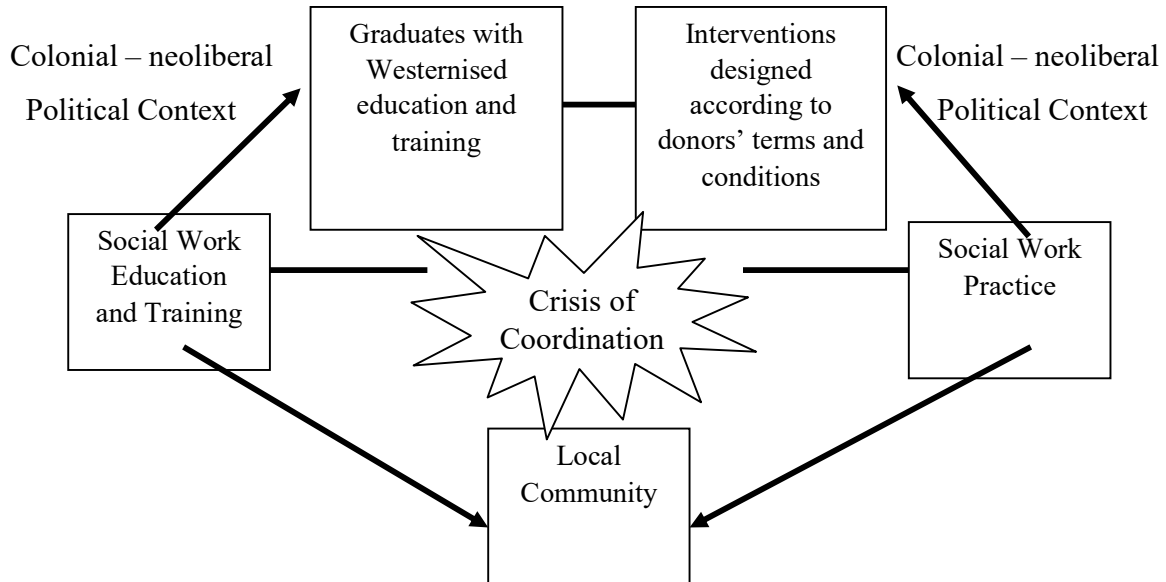 Colonial – neoliberal
Political Context
Graduates with
Westernised
education and
training
Interventions
designed
according to
donors’ terms and
conditions
Colonial – neoliberal
Political Context
Social Work
Education
and Training
Crisis of
Coordination
Social Work
Practice
Local
Community